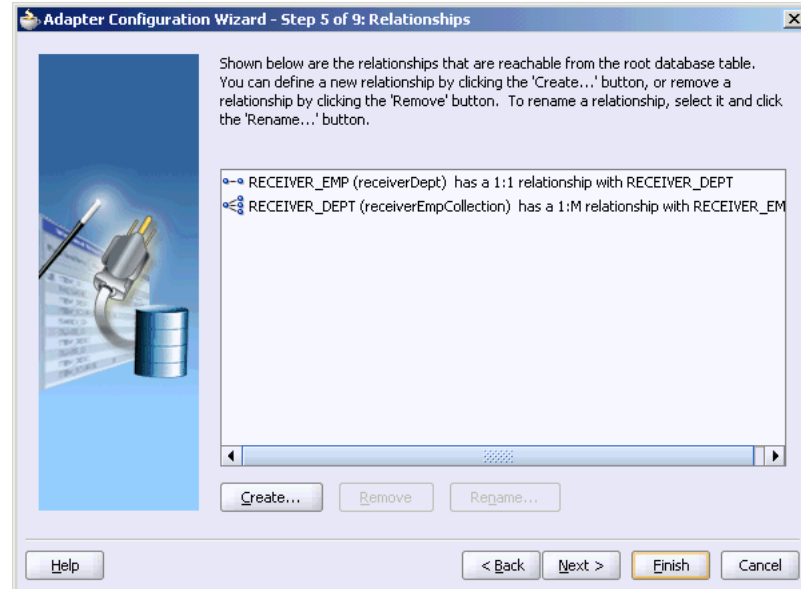 Adapter Configuration Wizard - Step 5 of 9: Relationships
Shown below are the relationships that are reachable from the root database table.
You can define a new relationship by clicking the 'Create...' button, or remove a
relationship by clicking the 'Remove' button. To rename a relationship, select it and click
the 'Rename...' button.
RECEIVER_EMP (receiverDept) has a 1:1 relationship with RECEIVER_DEPT
RECEIVER_DEPT (receiverEmpCollection) has a 1:M relationship with RECEIVER_EM
Create... Remove Rename...
Help < Back Next > Finish Cancel